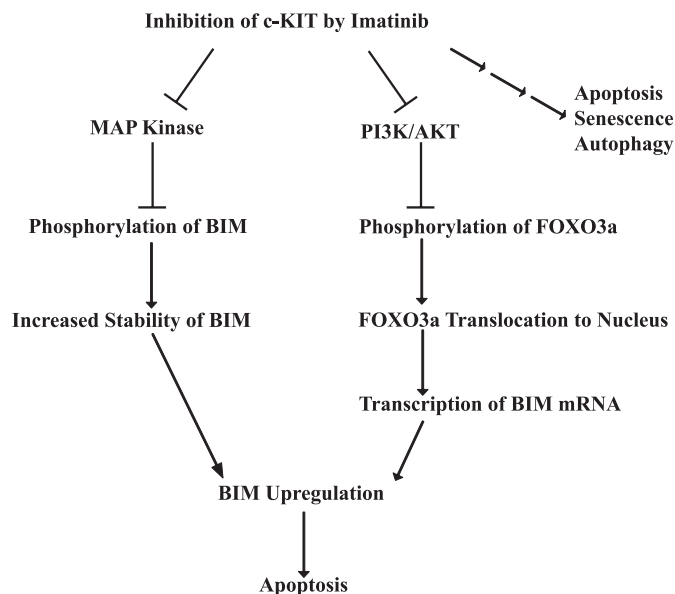 Inhibition of c-KIT by Imatinib
Apoptosis
Senescence
Autophagy
MAP Kinase
PI3K/AKT
Phosphorylation of BIM
Phosphorylation of FOXO3a
Increased Stability of BIM
FOXO3a Translocation to Nucleus
Transcription of BIM mRNA
BIM Upregulation
Apoptosis